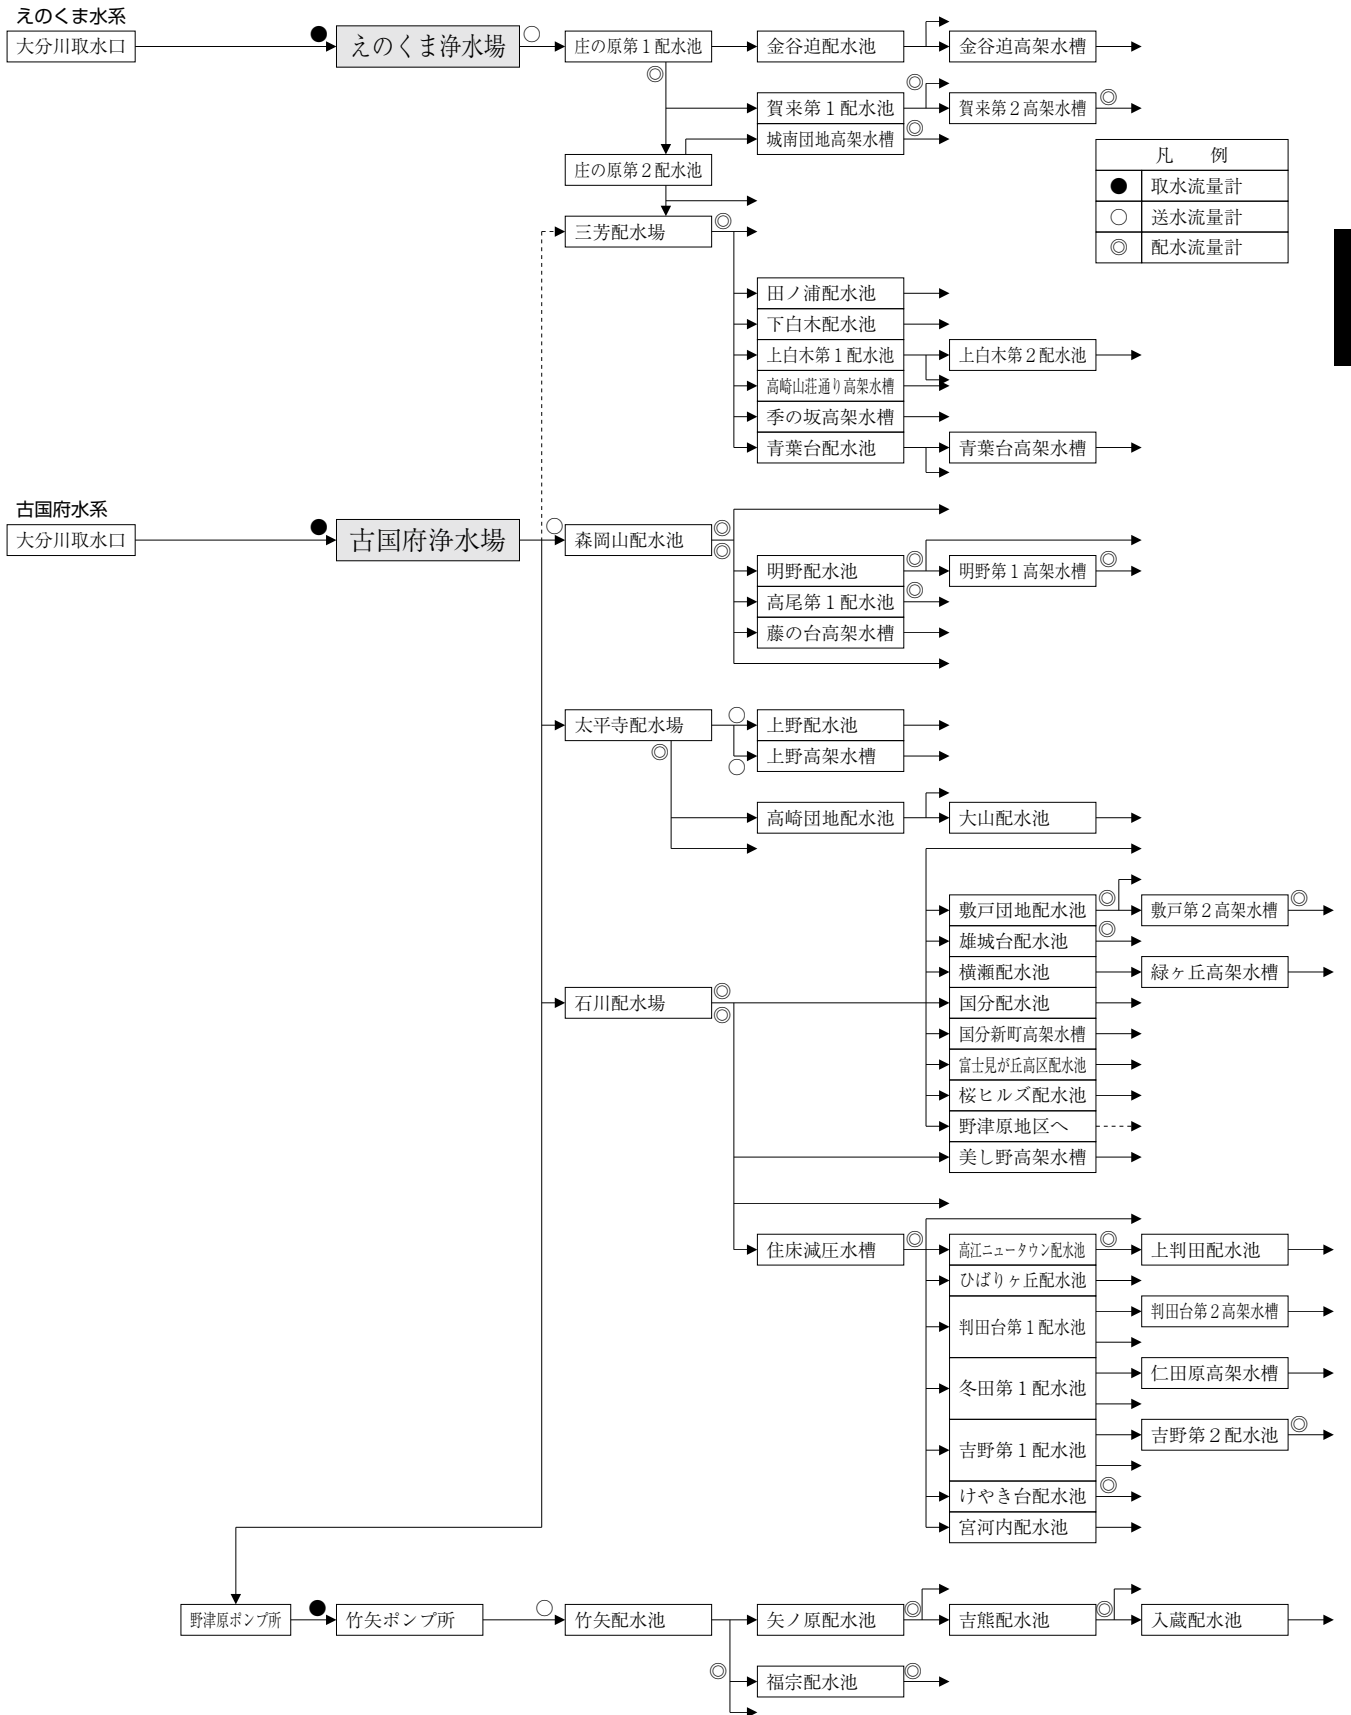 えのくま水系
大分川取水口
えのくま浄水場
庄の原第1配水池
金谷迫配水池
金谷迫高架水槽
賀来第1配水池
賀来第2高架水槽
城南団地高架水槽
庄の原第2配水池
凡　例
● 取水流量計
○ 送水流量計
◎ 配水流量計
三芳配水場
田ノ浦配水池
下白木配水池
上白木第1配水池
上白木第2配水池
高崎山荘通り高架水槽
季の坂高架水槽
青葉台配水池
青葉台高架水槽
古国府水系
大分川取水口
古国府浄水場
森岡山配水池
明野配水池
明野第1高架水槽
高尾第1配水池
藤の台高架水槽
太平寺配水場
上野配水池
上野高架水槽
高崎団地配水池
大山配水池
敷戸団地配水池
敷戸第2高架水槽
雄城台配水池
横瀬配水池
緑ヶ丘高架水槽
石川配水場
国分配水池
国分新町高架水槽
富士見が丘高区配水池
桜ヒルズ配水池
野津原地区へ
美し野高架水槽
住床減圧水槽
高江ニュータウン配水池
上判田配水池
ひばりヶ丘配水池
判田台第1配水池
判田台第2高架水槽
冬田第1配水池
仁田原高架水槽
吉野第1配水池
吉野第2配水池
けやき台配水池
宮河内配水池
野津原ポンプ所
竹矢ポンプ所
竹矢配水池
矢ノ原配水池
吉熊配水池
入蔵配水池
福宗配水池